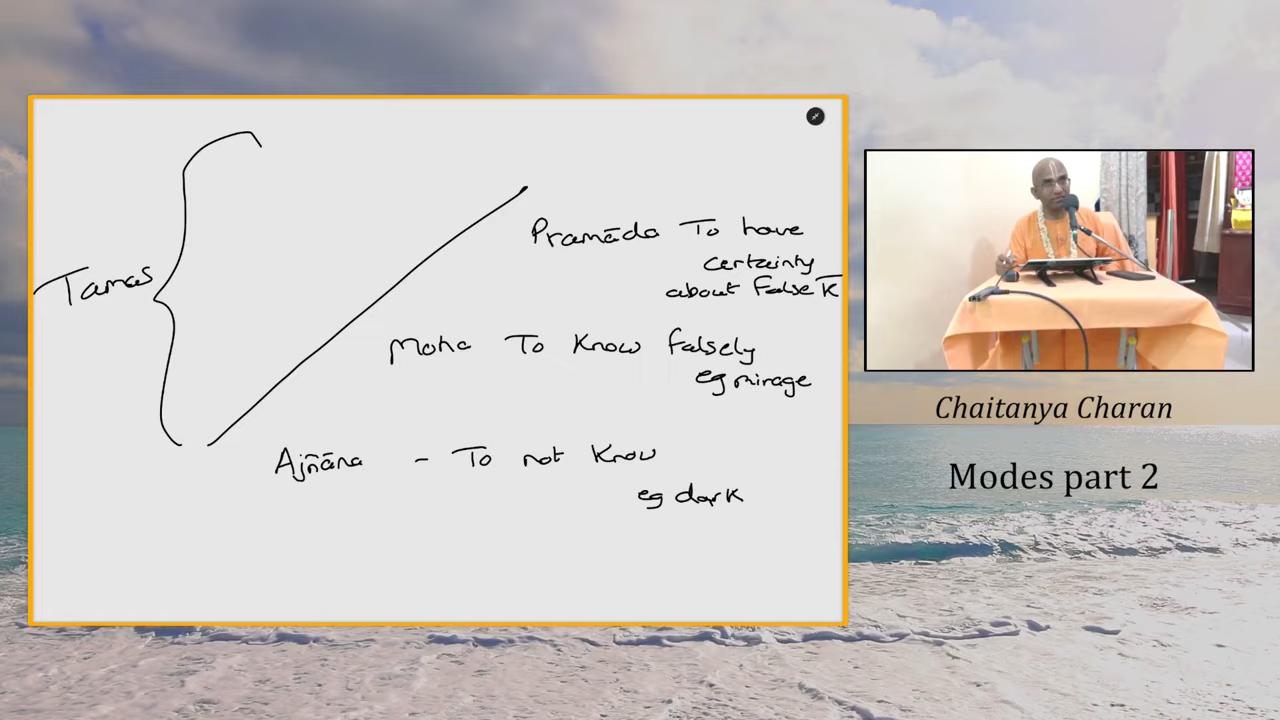 Tamas
Pramāda To have
certainty
about False K
Moha To Know falsely
eg mirage
Ajñāna - To not Know
eg dark
Chaitanya Charan
Modes part 2